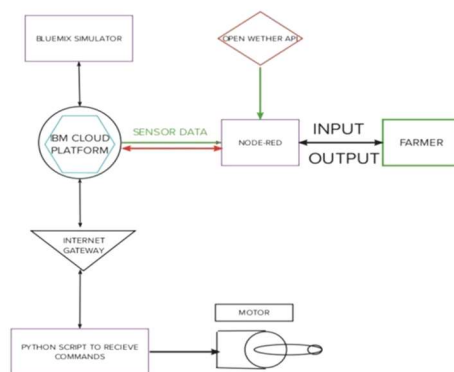 BLUEMIX SIMULATOR
OPEN WETHER API
IBM CLOUD
PLATFORM
SENSOR DATA
NODE-RED
INPUT
OUTPUT
FARMER
INTERNET
GATEWAY
MOTOR
PYTHON SCRIPT TO RECIEVE
COMMANDS